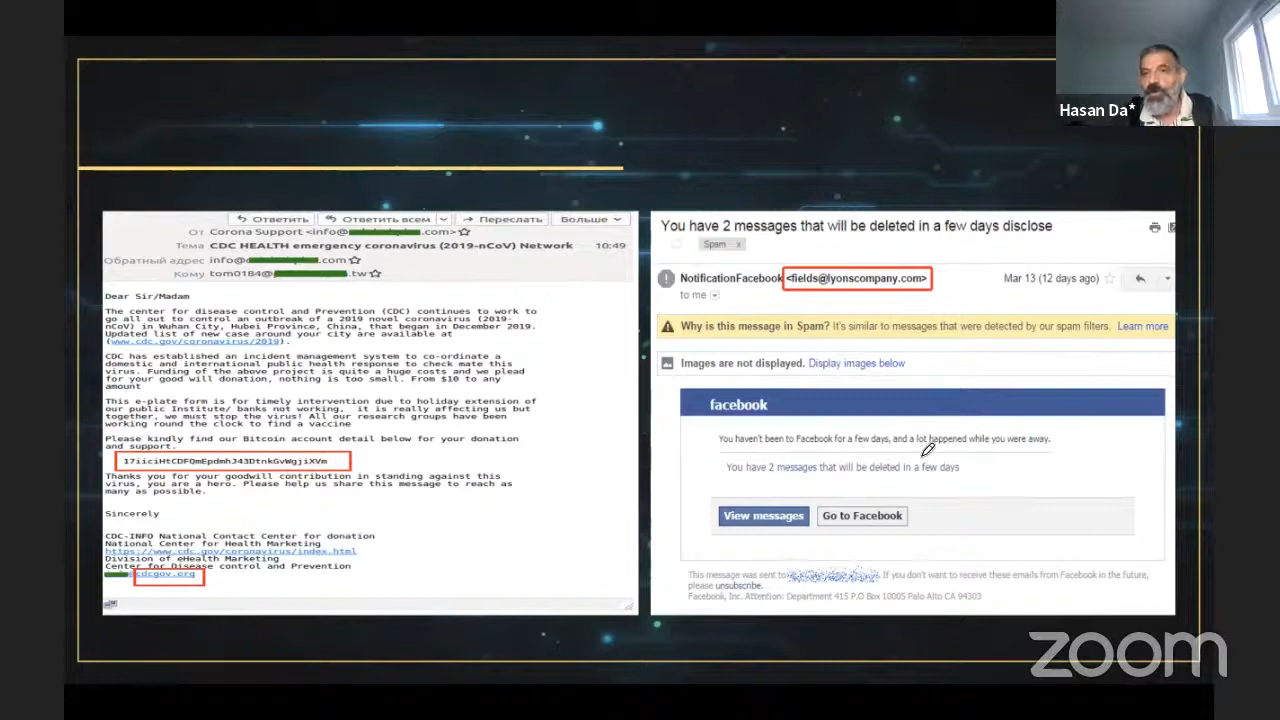 Hasan Da*
Ответить
Ответить всем
Переслать
Больше
От Corona Support <info@ .com>
Тема CDC HEALTH emergency coronavirus (2019-nCoV) Network 10:49
Обратный адрес info@ .com
Кому tom0184@ .tw
Dear Sir/Madam
The center for disease control and Prevention (CDC) continues to work to
go all out to control an outbreak of a 2019 novel coronavirus (2019-
nCoV) in Wuhan City, Hubei Province, China, that began in December 2019.
Updated list of new case around your city are available at
(www.cdc.gov/coronavirus/2019).
CDC has established an incident management system to co-ordinate a
domestic and international public health response to check mate this
virus. Funding of the above project is quite a huge costs and we plead
for your good will donation, nothing is too small. From $10 to any
amount
This e-plate form is for timely intervention due to holiday extension of
our public Institute/ banks not working, it is really affecting us but
together, we must stop the virus! All our research groups have been
working round the clock to find a vaccine
Please kindly find our Bitcoin account detail below for your donation
and support.
17iiciHtCDFQmEpdmhJ43DtnkGvWgjiXVm
Thanks you for your goodwill contribution in standing against this
virus, you are a hero. Please help us share this message to reach as
many as possible.
Sincerely
CDC-INFO National Contact Center for donation
National Center for Health Marketing
https://www.cdc.gov/coronavirus/index.html
Division of eHealth Marketing
Center for Disease control and Prevention
cdcgov.org
You have 2 messages that will be deleted in a few days disclose
Spam x
NotificationFacebook <fields@lyonscompany.com> Mar 13 (12 days ago)
to me
Why is this message in Spam? It's similar to messages that were detected by our spam filters. Learn more
Images are not displayed. Display images below
facebook
You haven't been to Facebook for a few days, and a lot happened while you were away.
You have 2 messages that will be deleted in a few days
View messages
Go to Facebook
This message was sent to . If you don't want to receive these emails from Facebook in the future,
please unsubscribe.
Facebook, Inc. Attention: Department 415 P.O Box 10005 Palo Alto CA 94303
zoom